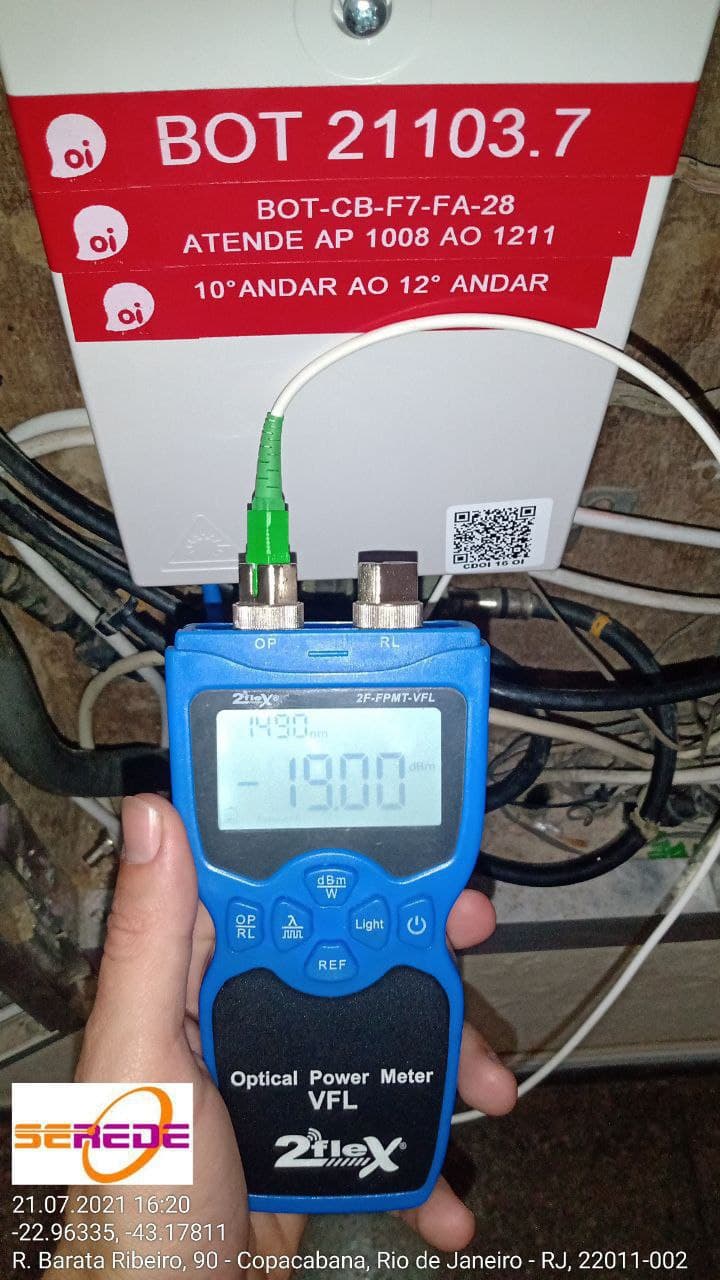 oi
BOT 21103.7
oi
BOT-CB-F7-FA-28
ATENDE AP 1008 AO 1211
oi
10°ANDAR AO 12° ANDAR
CDOI 16 OI
OP
RL
2flex®
2F-FPMT-VFL
1490nm
-19.00 dBm
dBm
W
OP
RL
λ
Light
REF
Optical Power Meter
VFL
2flex®
SEREDE
21.07.2021 16:20
-22.96335, -43.17811
R. Barata Ribeiro, 90 - Copacabana, Rio de Janeiro - RJ, 22011-002